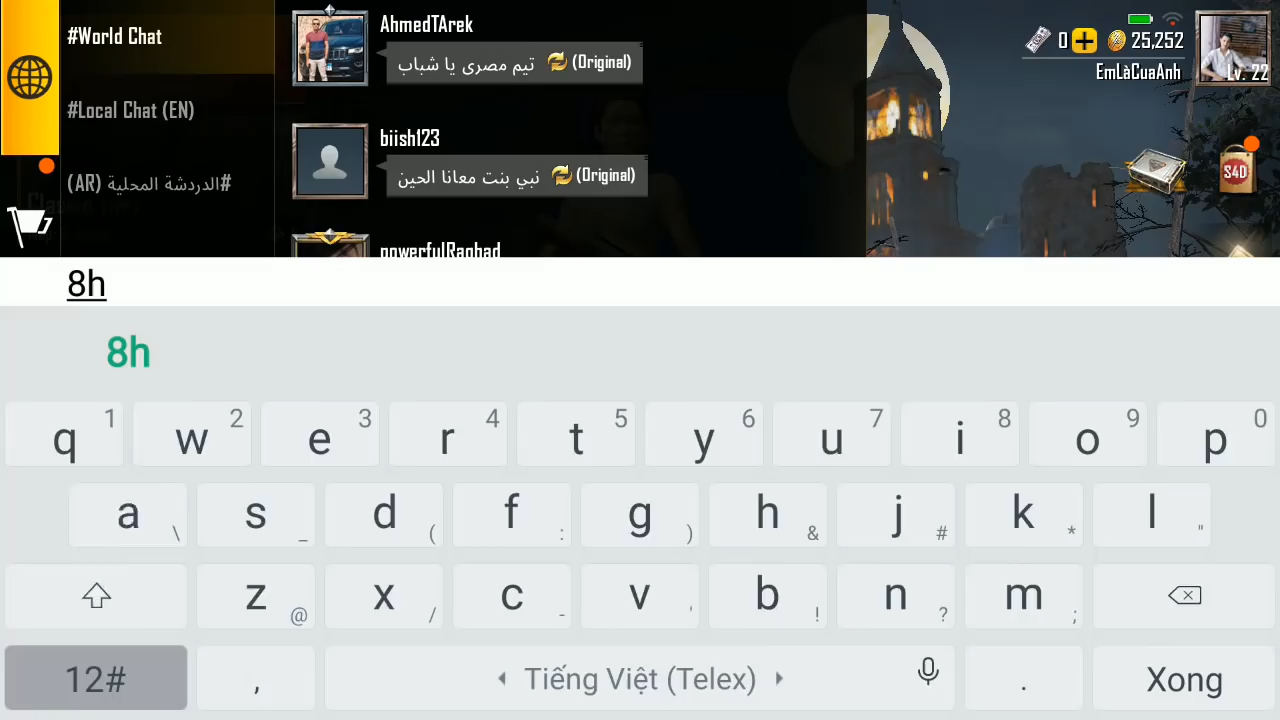 #World Chat
#Local Chat (EN)
#الدردشة المحلية (AR)
AhmedTArek
تيم مصرى يا شباب (Original)
biish123
نبي بنت معانا الحين (Original)
powerfulRaghad
0 25,252
EmLàCuaAnh
Lv. 22
S4D
8h
8h
q 1 w 2 e 3 r 4 t 5 y 6 u 7 i 8 o 9 p 0
a \ s _ d ( f : g ) h & j # k * l "
z @ x / c - v ' b ! n ? m ;
12# , Tiếng Việt (Telex) . Xong